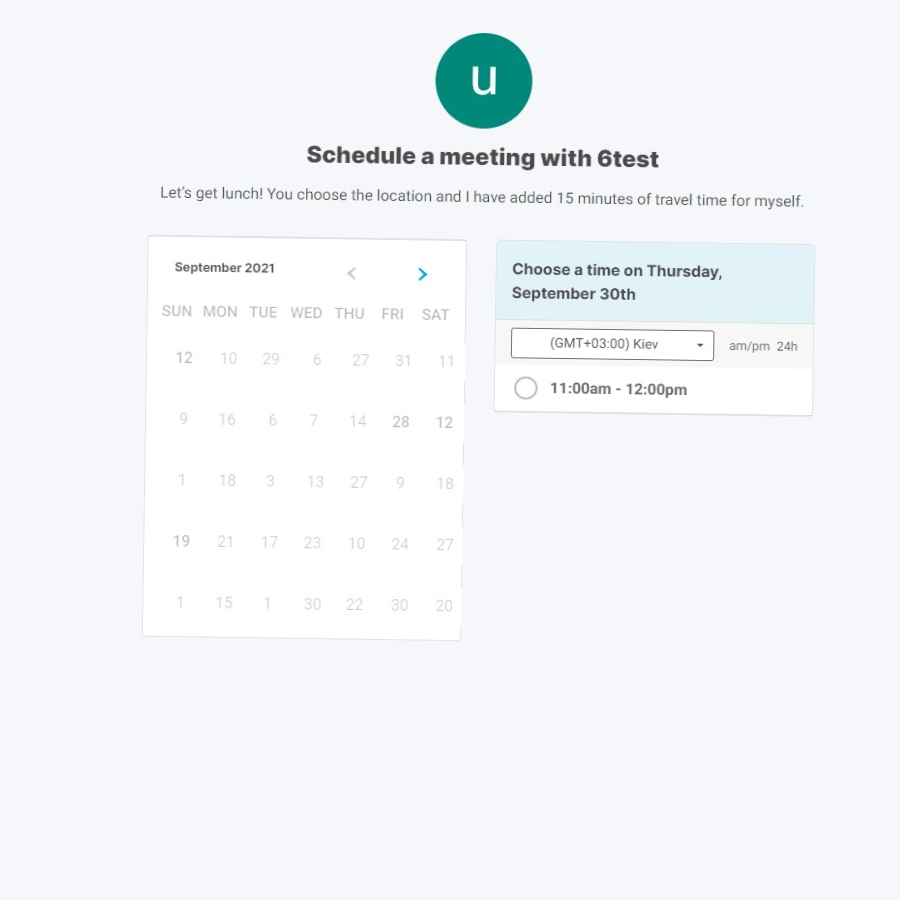 u
Schedule a meeting with 6test
Let's get lunch! You choose the location and I have added 15 minutes of travel time for myself.
September 2021
SUN MON TUE WED THU FRI SAT
12 10 29 6 27 31 11
9 16 6 7 14 28 12
1 18 3 13 27 9 18
19 21 17 23 10 24 27
1 15 1 30 22 30 20
Choose a time on Thursday,
September 30th
(GMT+03:00) Kiev am/pm 24h
11:00am - 12:00pm